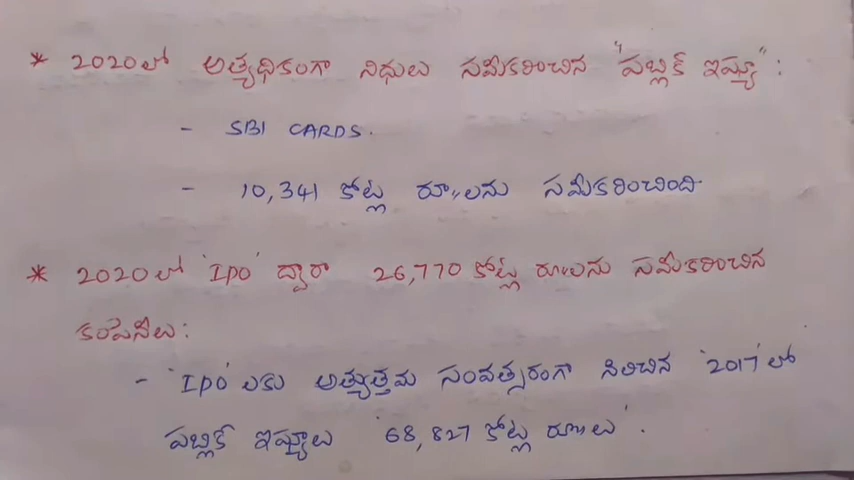 * 2020లో అత్యధికంగా నిధులు సమీకరించిన "పబ్లిక్ ఇష్యూ" :
- SBI CARDS.
- 10,341 కోట్ల రూ॥లను సమీకరించింది
* 2020లో 'IPO' ద్వారా 26,770 కోట్ల రూ॥లను సమీకరించిన
కంపెనీలు:
- 'IPO' లకు అత్యుత్తమ సంవత్సరంగా నిలిచిన '2017'లో
పబ్లిక్ ఇష్యూలు '68,827 కోట్ల రూ॥లు'.